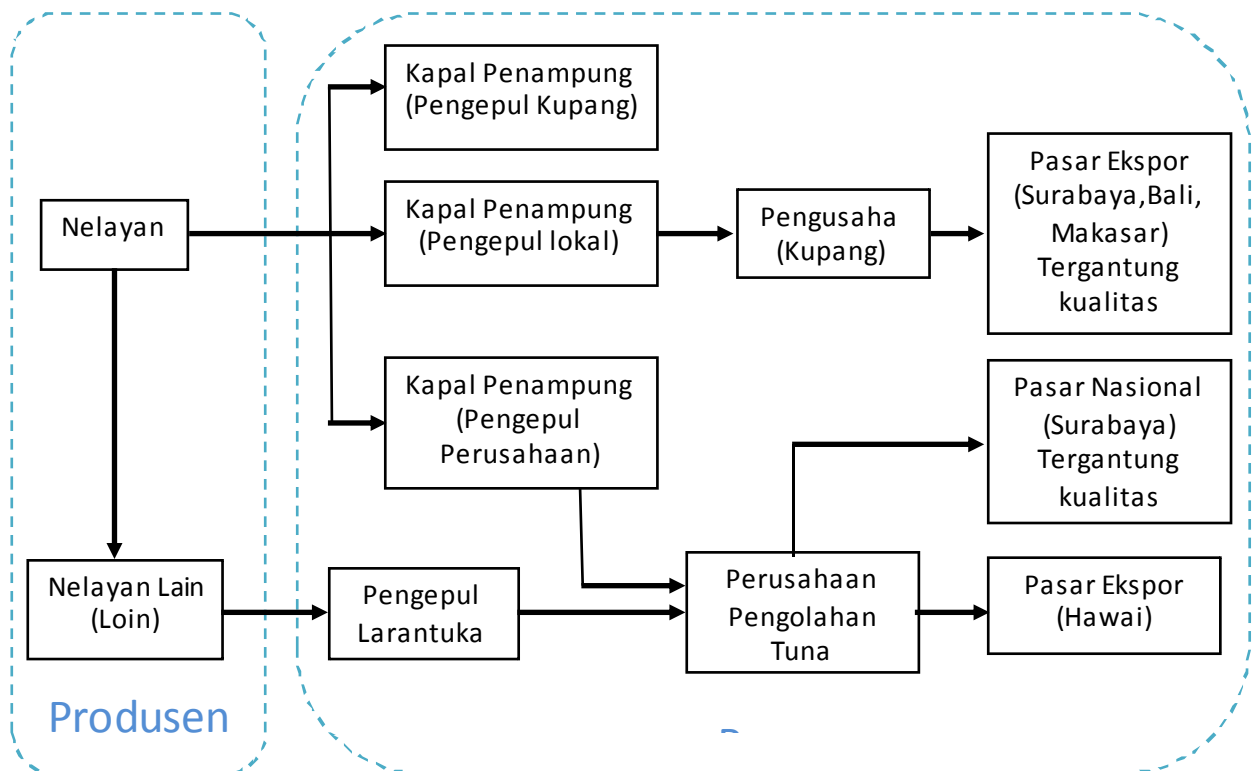 Kapal Penampung
(Pengepul Kupang)
Nelayan
Kapal Penampung
(Pengepul lokal)
Pengusaha
(Kupang)
Pasar Ekspor
(Surabaya,Bali,
Makasar)
Tergantung
kualitas
Kapal Penampung
(Pengepul
Perusahaan)
Pasar Nasional
(Surabaya)
Tergantung
kualitas
Nelayan Lain
(Loin)
Pengepul
Larantuka
Perusahaan
Pengolahan
Tuna
Pasar Ekspor
(Hawai)
Produsen